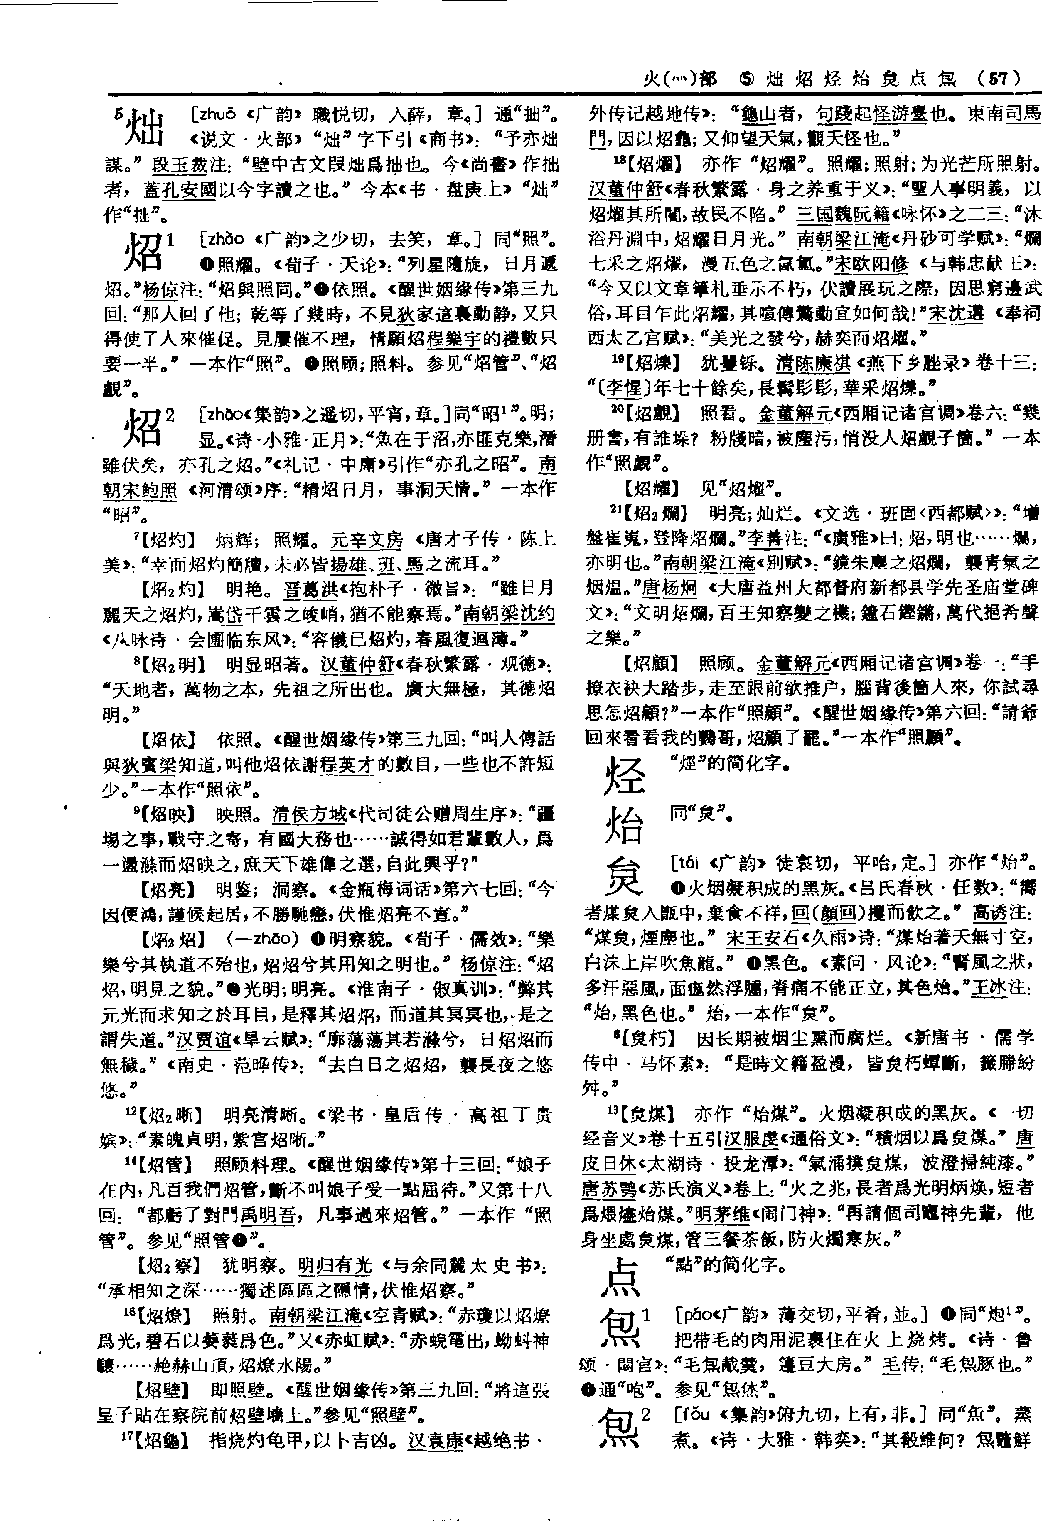 火(灬)部 ⑤ 炪 炤 烃 炲 炱 点 炰 (57)
5炪 [zhuō《广韵》職悦切，入薛，章。] 通“拙”。
《说文·火部》“炪”字下引《商书》：“予亦炪
謀。”段玉裁注：“壁中古文叚炪爲拙也。今《尚書》作拙
者，蓋孔安國以今字讀之也。”今本《书·盘庚上》“炪”
作“拙”。
炤1 [zhào《广韵》之少切，去笑，章。] 同“照”。
❶照耀。《荀子·天论》：“列星隨旋，日月遞
炤。”杨倞注：“炤與照同。”❷依照。《醒世姻缘传》第三九
回：“那人回了他；乾等了幾時，不見狄家這裏動静，又只
得使了人來催促。見屢催不理，情願炤程樂宇的禮數只
要一半。”一本作“照”。❸照顾；照料。参见“炤管”、“炤
覷”。
炤2 [zhāo《集韵》之遥切，平宵，章。]同“昭1”。明；
显。《诗·小雅·正月》：“魚在于沼，亦匪克樂，潛
雖伏矣，亦孔之炤。”《礼记·中庸》引作“亦孔之昭”。南
朝宋鲍照《河清颂》序：“精炤日月，事洞天情。”一本作
“昭”。
7【炤灼】 炳辉；照耀。元辛文房《唐才子传·陈上
美》：“幸而炤灼簡牘，未必皆揚雄、班、馬之流耳。”
【炤2灼】 明艳。晋葛洪《抱朴子·微旨》：“雖日月
麗天之炤灼，嵩岱干雲之峻峭，猶不能察焉。”南朝梁沈约
《八咏诗·会圃临东风》：“容儀已炤灼，春風復迴薄。”
8【炤2明】 明显昭著。汉董仲舒《春秋繁露·观德》：
“天地者，萬物之本，先祖之所出也。廣大無極，其德炤
明。”
【炤依】 依照。《醒世姻缘传》第三九回：“叫人傳話
與狄賓梁知道，叫他炤依謝程英才的數目，一些也不許短
少。”一本作“照依”。
9【炤映】 映照。清侯方域《代司徒公赠周生序》：“疆
埸之事，戰守之寄，有國大務也……誠得如君輩數人，爲
一盪滌而炤映之，庶天下雄偉之選，自此興乎？”
【炤亮】 明鉴；洞察。《金瓶梅词话》第六七回：“今
因便鴻，謹候起居，不勝馳戀，伏惟炤亮不宣。”
【炤2炤】 (—zhāo) ❶明察貌。《荀子·儒效》：“樂
樂兮其執道不殆也，炤炤兮其用知之明也。”杨倞注：“炤
炤，明見之貌。”❷光明；明亮。《淮南子·俶真训》：“弊其
元光而求知之於耳目，是釋其炤炤，而道其冥冥也，是之
謂失道。”汉贾谊《旱云赋》：“廓蕩蕩其若滌兮，日炤炤而
無穢。”《南史·范晔传》：“去白日之炤炤，襲長夜之悠
悠。”
12【炤2晰】 明亮清晰。《梁书·皇后传·高祖丁贵
嫔》：“素魄貞明，紫宫炤晰。”
14【炤管】 照顾料理。《醒世姻缘传》第十三回：“娘子
在内，凡百我們炤管，斷不叫娘子受一點屈待。”又第十八
回：“都虧了對門禹明吾，凡事過來炤管。”一本作“照
管”。参见“照管❶”。
【炤2察】 犹明察。明归有光《与余同麓太史书》：
“承相知之深……獨述區區之隱情，伏惟炤察。”
16【炤燎】 照射。南朝梁江淹《空青赋》：“赤瓊以炤燎
爲光，碧石以葳蕤爲色。”又《赤虹赋》：“赤蜺電出，蚴虯神
驤……艴赫山頂，炤燎水陽。”
【炤壁】 即照壁。《醒世姻缘传》第三九回：“將這張
呈子贴在察院前炤壁墻上。”参见“照壁”。
17【炤龜】 指烧灼龟甲，以卜吉凶。汉袁康《越绝书·
外传记越地传》：“龜山者，句踐起怪游臺也。東南司馬
門，因以炤龜；又仰望天氣，觀天怪也。”
18【炤燿】 亦作“炤耀”。照耀；照射；为光芒所照射。
汉董仲舒《春秋繁露·身之养重于义》：“聖人事明義，以
炤燿其所闇，故民不陷。”三國魏阮籍《咏怀》之二三：“沐
浴丹淵中，炤燿日月光。”南朝梁江淹《丹砂可学赋》：“爛
七采之炤燿，漫五色之氤氲。”宋欧阳修《与韩忠献王》：
“今又以文章筆札垂示不朽，伏讀展玩之際，因思窮邊武
俗，耳目乍此炤耀，其喧傳驚動宜如何哉！”宋沈遘《奉祠
西太乙宫赋》：“美光之發兮，赫奕而炤燿。”
19【炤爍】 犹矍铄。清陈康祺《燕下乡脞录》卷十三：
“〔李惺〕年七十餘矣，長髯彡彡，華采炤爍。”
20【炤覷】 照看。金董解元《西厢记诸宫调》卷六：“幾
册書，有誰垛？粉牋暗，被塵污；悄没人炤覷子箇。”一本
作“照覷”。
【炤耀】 见“炤燿”。
21【炤2爛】 明亮；灿烂。《文选·班固〈西都赋〉》：“增
盤崔嵬，登降炤爛。”李善注：“《廣雅》曰：炤，明也……爛，
亦明也。”南朝梁江淹《别赋》：“鏡朱塵之炤爛，襲青氣之
烟煴。”唐杨炯《大唐益州大都督府新都县学先圣庙堂碑
文》：“文明炤爛，百王知察變之機；鐘石鏗鏘，萬代挹希聲
之樂。”
【炤顧】 照顾。金董解元《西厢记诸宫调》卷一：“手
撩衣袂大踏步，走至跟前欲推户，腦背後箇人來，你試尋
思怎炤顧？”一本作“照顧”。《醒世姻缘传》第六回：“請爺
回來看看我的鸚哥，炤顧了罷。”一本作“照顧”。
烃 “烴”的简化字。
炲 同“炱”。
炱 [tái《广韵》徒哀切，平咍，定。] 亦作“炲”。
❶火烟凝积成的黑灰。《吕氏春秋·任数》：“嚮
者煤炱入甑中，棄食不祥，回（顔回）攫而飲之。”高诱注：
“煤炱，煙塵也。”宋王安石《久雨》诗：“煤炲著天無寸空，
白沫上岸吹魚龍。”❷黑色。《素问·风论》：“腎風之狀，
多汗惡風，面痝然浮腫，脊痛不能正立，其色炲。”王冰注：
“炲，黑色也。”炲，一本作“炱”。
6【炱朽】 因长期被烟尘熏而腐烂。《新唐书·儒学
传中·马怀素》：“是時文籍盈漫，皆炱朽蟫斷，籤幐紛
舛。”
13【炱煤】 亦作“炲煤”。火烟凝积成的黑灰。《一切
经音义》卷十五引汉服虔《通俗文》：“積烟以爲炱煤。”唐
皮日休《太湖诗·投龙潭》：“氣涌撲炱煤，波澄掃純漆。”
唐苏鹗《苏氏演义》卷上：“火之兆，長者爲光明炳焕，短者
爲煨燼炲煤。”明茅维《闹门神》：“再請個司竈神先輩，他
身坐處炱煤，管三餐茶飯，防火燭寒灰。”
点 “點”的简化字。
炰1 [páo《广韵》薄交切，平肴，並。] ❶同“炮1”。
把带毛的肉用泥裹住在火上烧烤。《诗·鲁
颂·閟宫》：“毛炰胾羹，籩豆大房。”毛传：“毛炰豚也。”
❷通“咆”。参见“炰烋”。
炰2 [fǒu《集韵》俯九切，上有，非。] 同“缹”。蒸
煮。《诗·大雅·韩奕》：“其殽維何？炰鼈鮮